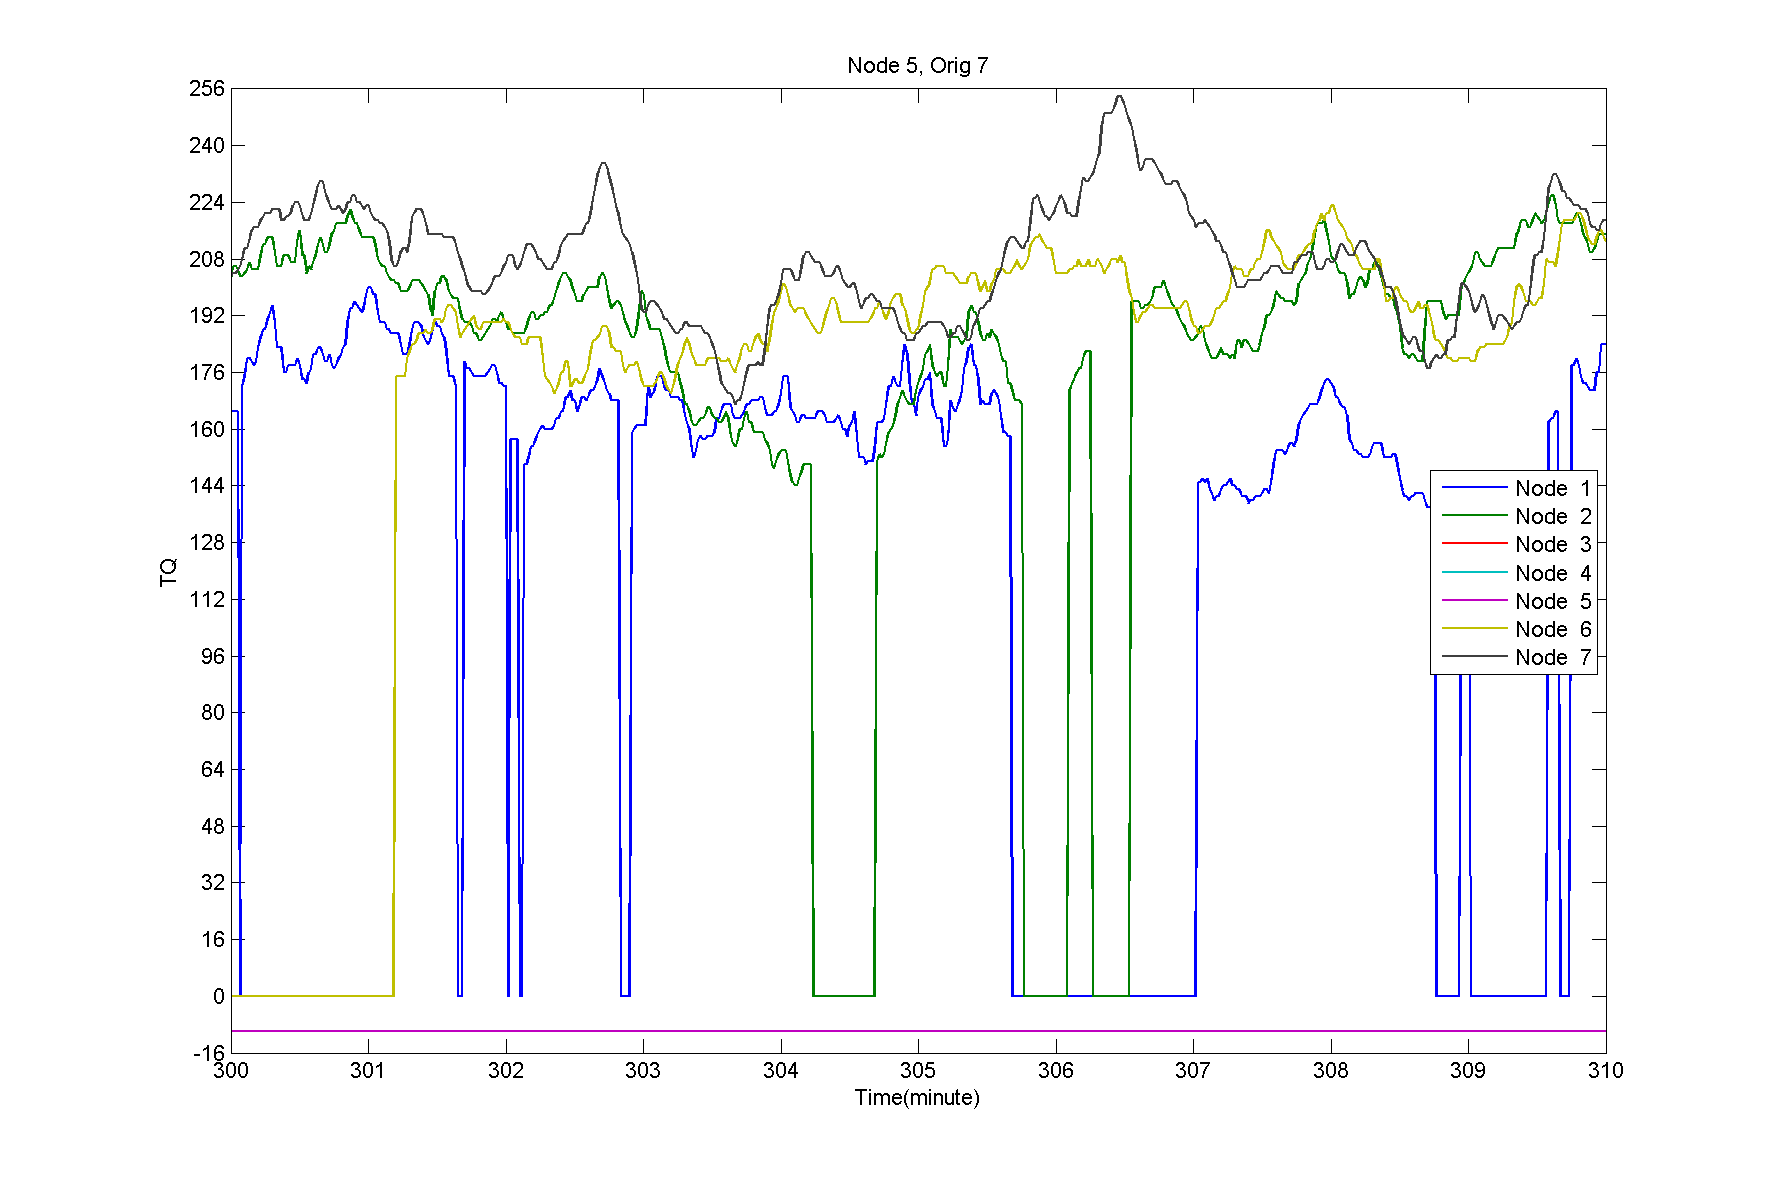 Node 5, Orig 7
256
240
224
208
192
176
160
144
128
112
96
80
64
48
32
16
0
-16
TQ
Node 1
Node 2
Node 3
Node 4
Node 5
Node 6
Node 7
300 301 302 303 304 305 306 307 308 309 310
Time(minute)